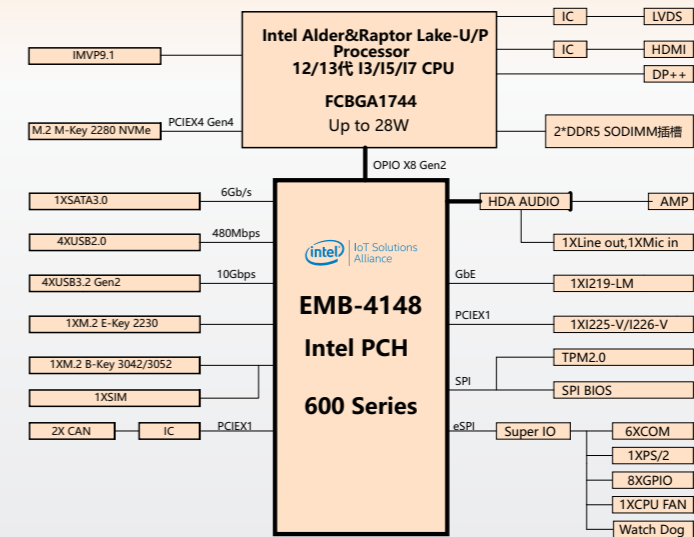 Intel Alder&Raptor Lake-U/P
Processor
12/13代 I3/I5/I7 CPU
FCBGA1744
Up to 28W
IMVP9.1
M.2 M-Key 2280 NVMe
PCIEX4 Gen4
IC
LVDS
IC
HDMI
DP++
2*DDR5 SODIMM插槽
OPIO X8 Gen2
1XSATA3.0
6Gb/s
4XUSB2.0
480Mbps
4XUSB3.2 Gen2
10Gbps
1XM.2 E-Key 2230
1XM.2 B-Key 3042/3052
1XSIM
2X CAN
IC
PCIEX1
intel
IoT Solutions
Alliance
EMB-4148
Intel PCH
600 Series
HDA AUDIO
AMP
1XLine out,1XMic in
GbE
1XI219-LM
PCIEX1
1XI225-V/I226-V
SPI
TPM2.0
SPI BIOS
eSPI
Super IO
6XCOM
1XPS/2
8XGPIO
1XCPU FAN
Watch Dog